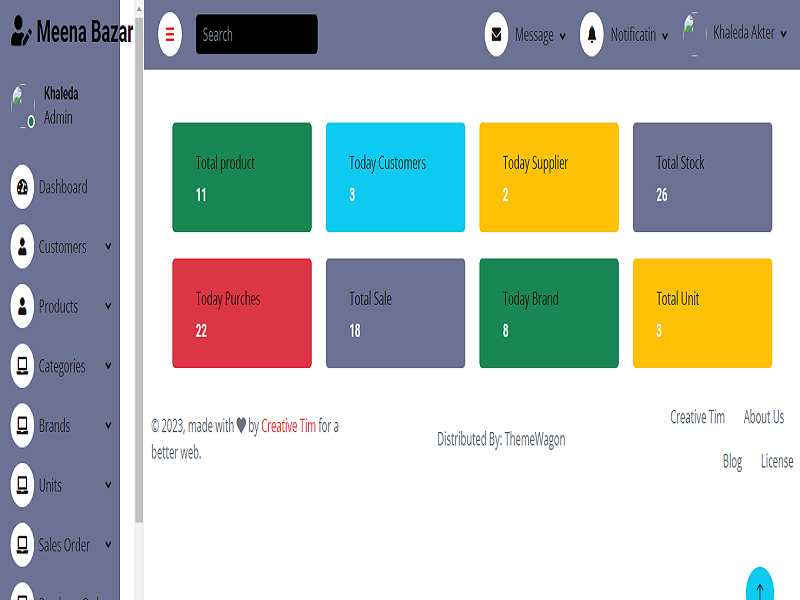 Meena Bazar
Khaleda
Admin
Dashboard
Customers
Products
Categories
Brands
Units
Sales Order
Search
Message
Notificatin
Khaleda Akter
Total product
11
Today Customers
3
Today Supplier
2
Total Stock
26
Today Purches
22
Total Sale
18
Today Brand
8
Total Unit
3
© 2023, made with by Creative Tim for a
better web.
Distributed By: ThemeWagon
Creative Tim About Us
Blog License